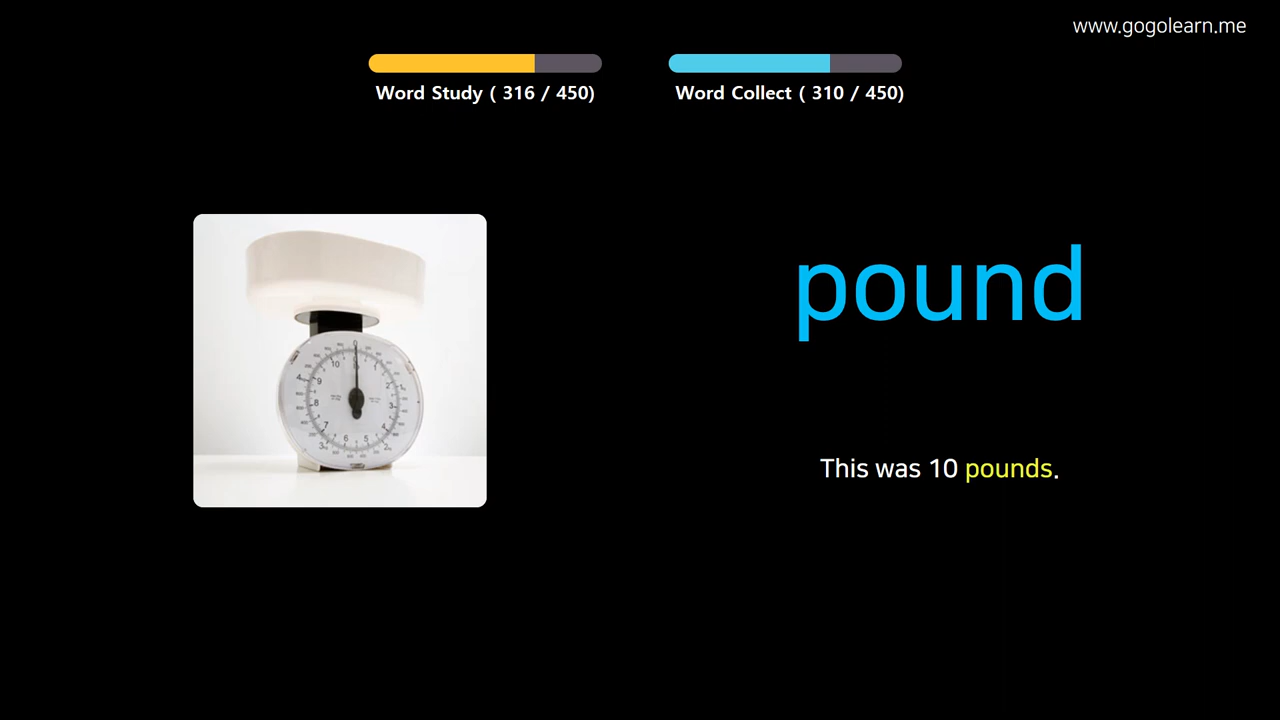 www.gogolearn.me
Word Study ( 316 / 450)
Word Collect ( 310 / 450)
pound
This was 10 pounds.